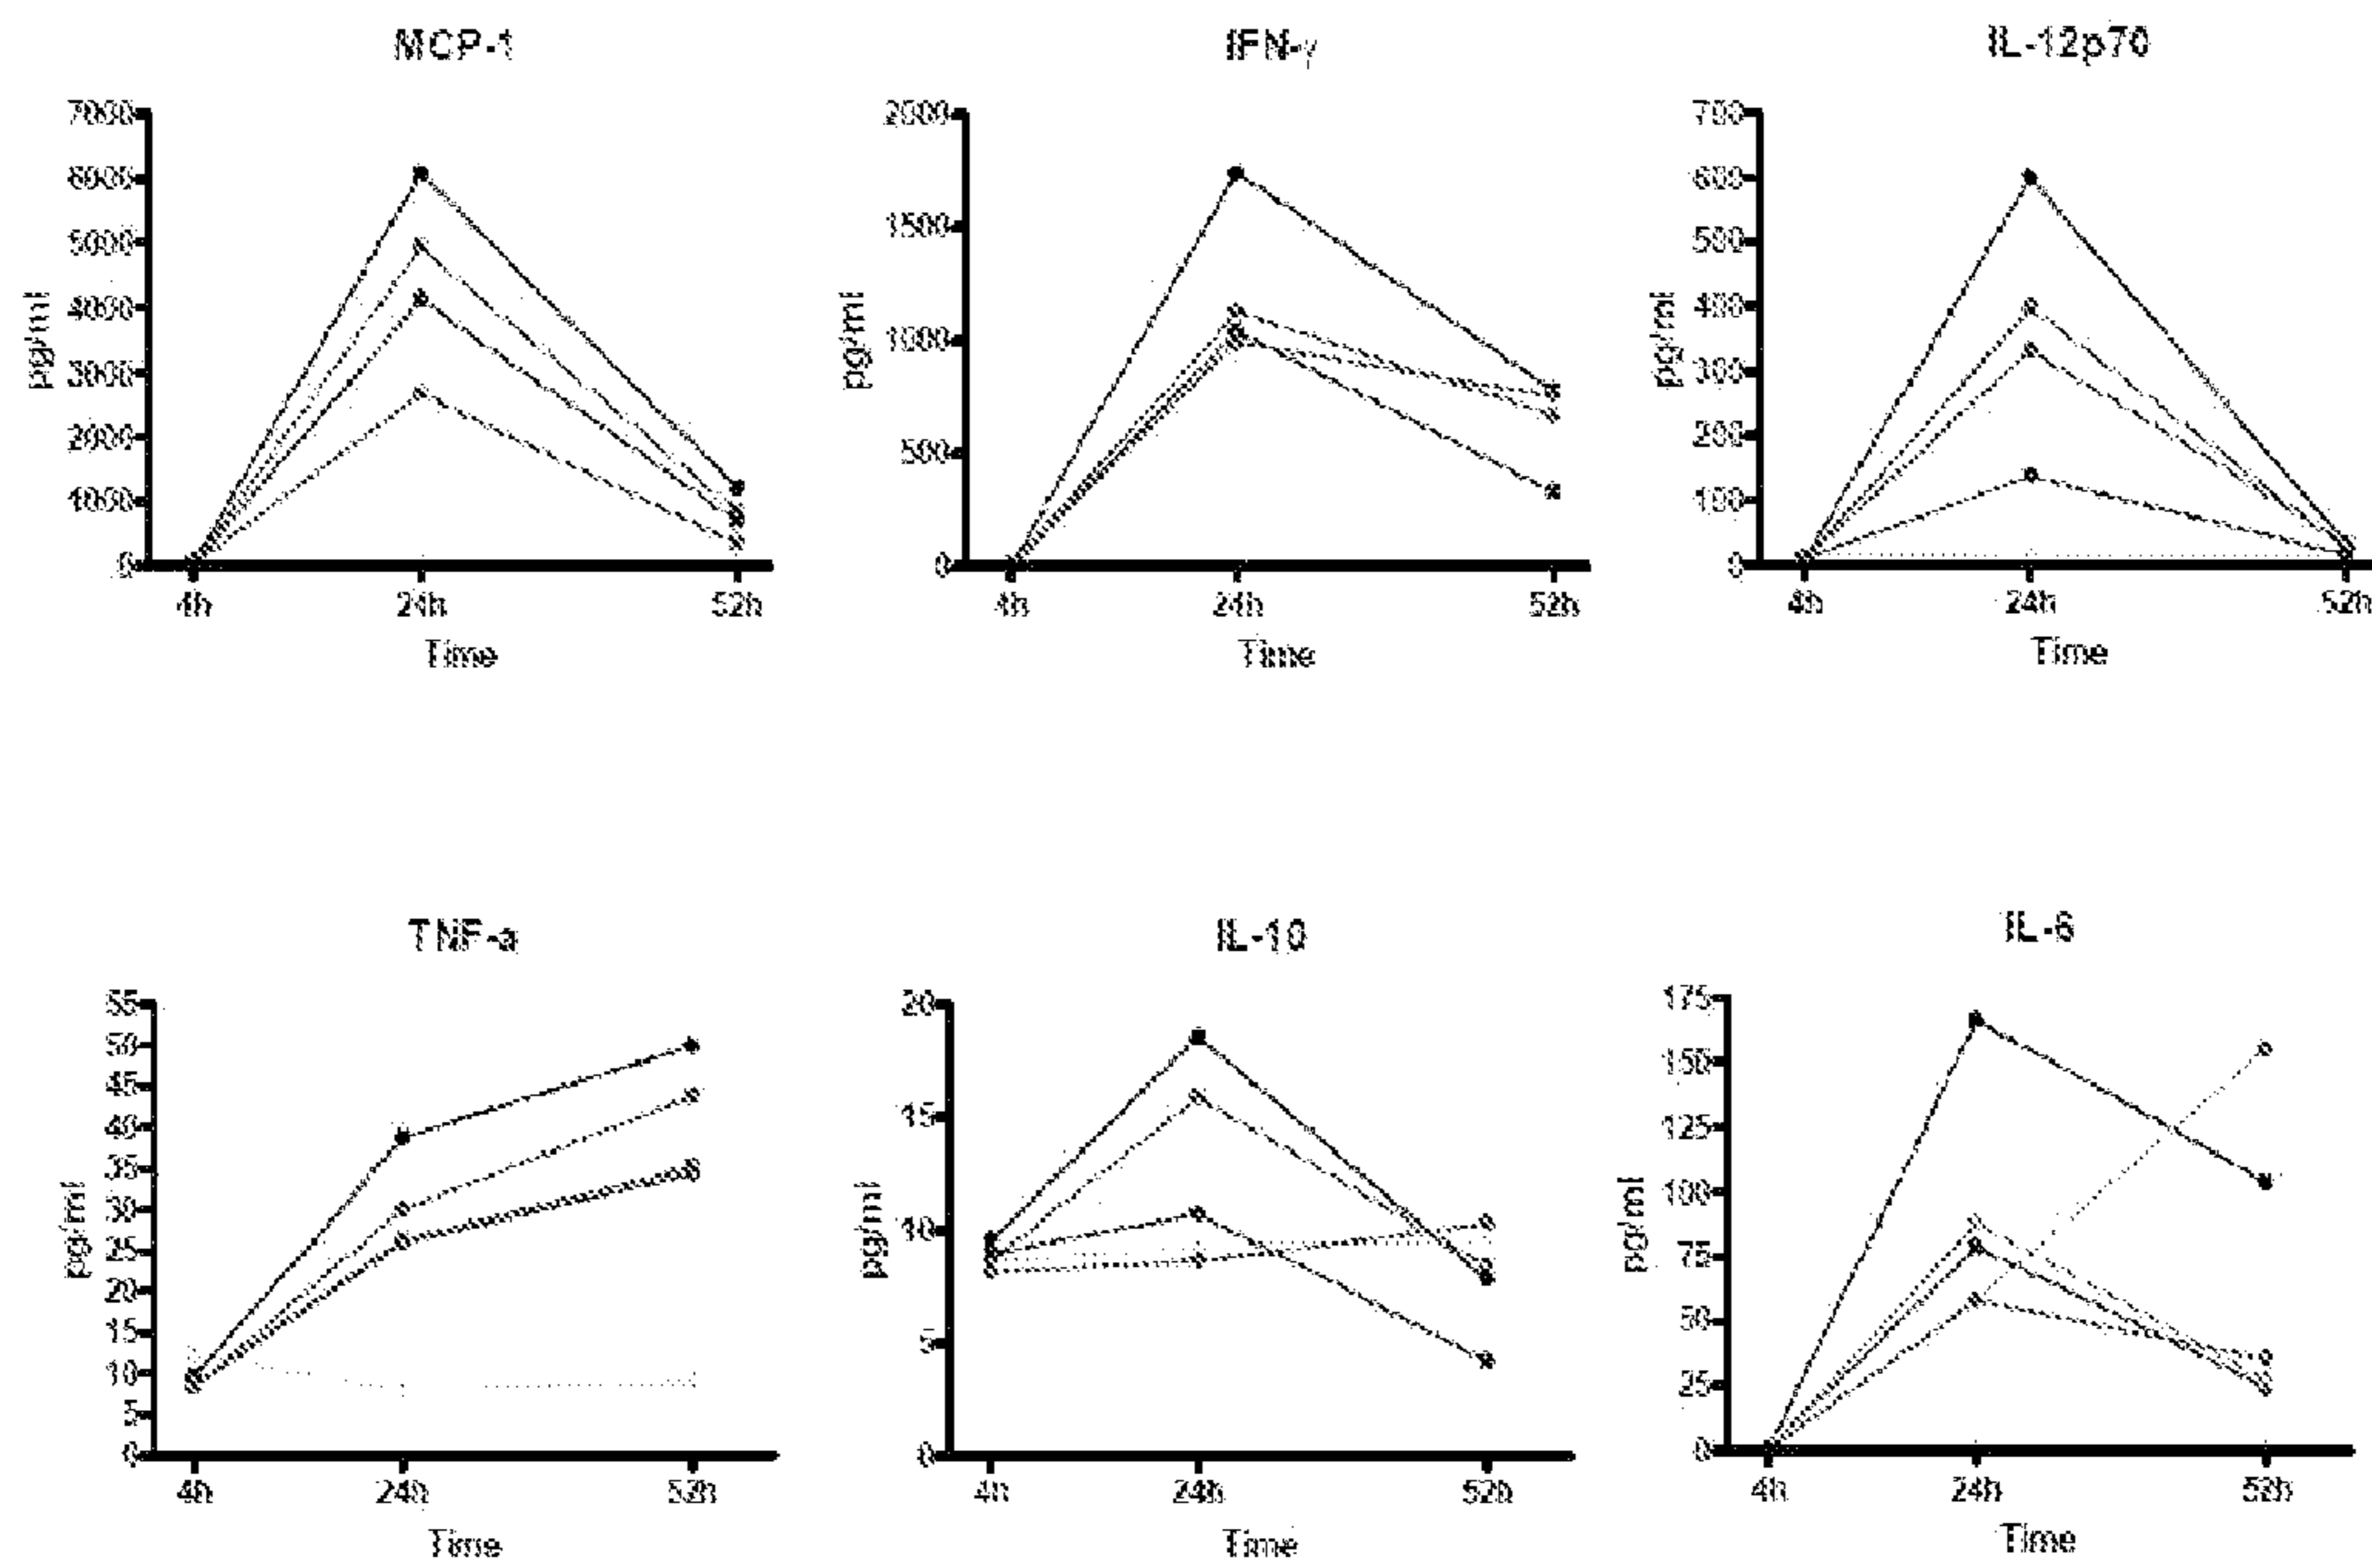 MCP-1
7000
6000
5000
4000
3000
2000
1000
0
pg/ml
4h 24h 52h
Time
IFN-γ
2000
1500
1000
500
0
pg/ml
4h 24h 52h
Time
IL-12p70
700
600
500
400
300
200
100
0
pg/ml
4h 24h 52h
Time
TNF-a
55
50
45
40
35
30
25
20
15
10
5
0
pg/ml
4h 24h 52h
Time
IL-10
20
15
10
5
0
pg/ml
4h 24h 52h
Time
IL-6
175
150
125
100
75
50
25
0
pg/ml
4h 24h 52h
Time